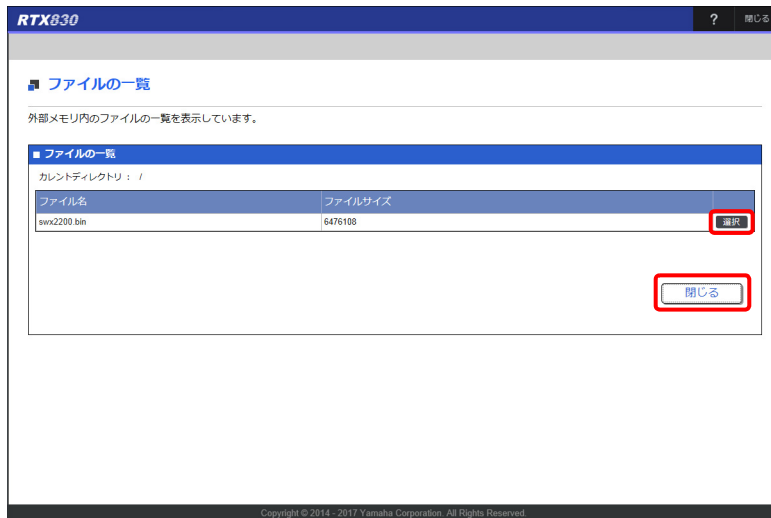 RTX830 ? 閉じる
ファイルの一覧
外部メモリ内のファイルの一覧を表示しています。
■ ファイルの一覧
カレントディレクトリ : /
ファイル名 ファイルサイズ
swx2200.bin 6476108 選択
閉じる
Copyright © 2014 - 2017 Yamaha Corporation. All Rights Reserved.